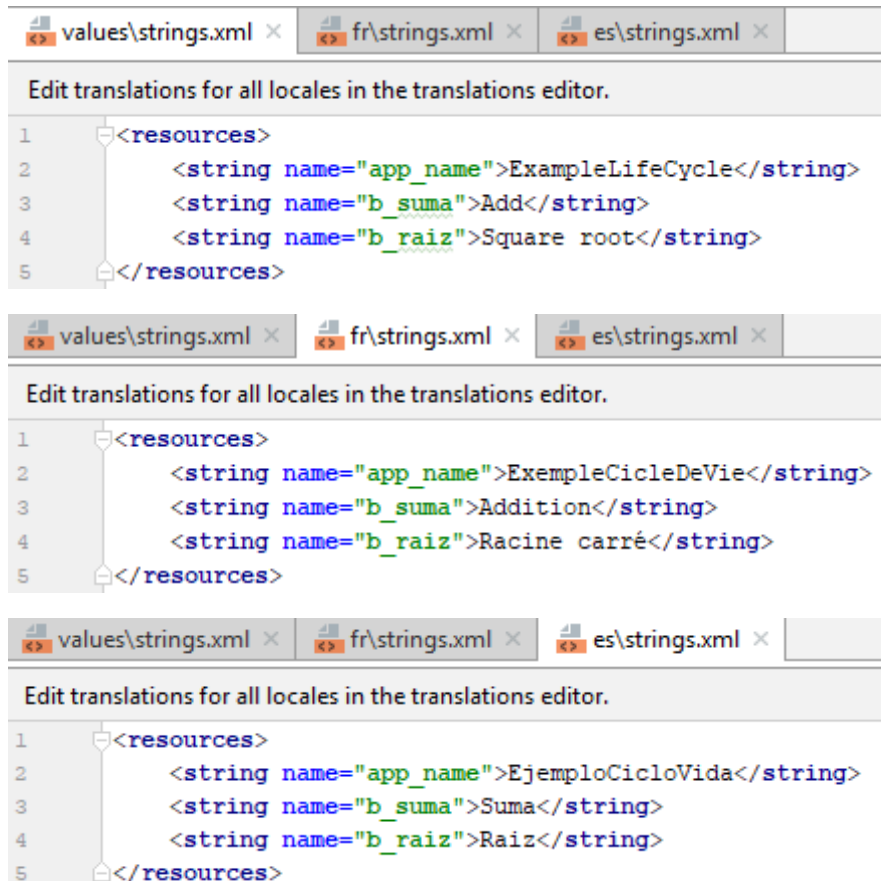 values\strings.xml × fr\strings.xml × es\strings.xml ×
Edit translations for all locales in the translations editor.
1 <resources>
2 <string name="app_name">ExampleLifeCycle</string>
3 <string name="b_suma">Add</string>
4 <string name="b_raiz">Square root</string>
5 </resources>
values\strings.xml × fr\strings.xml × es\strings.xml ×
Edit translations for all locales in the translations editor.
1 <resources>
2 <string name="app_name">ExempleCicleDeVie</string>
3 <string name="b_suma">Addition</string>
4 <string name="b_raiz">Racine carré</string>
5 </resources>
values\strings.xml × fr\strings.xml × es\strings.xml ×
Edit translations for all locales in the translations editor.
1 <resources>
2 <string name="app_name">EjemploCicloVida</string>
3 <string name="b_suma">Suma</string>
4 <string name="b_raiz">Raiz</string>
5 </resources>